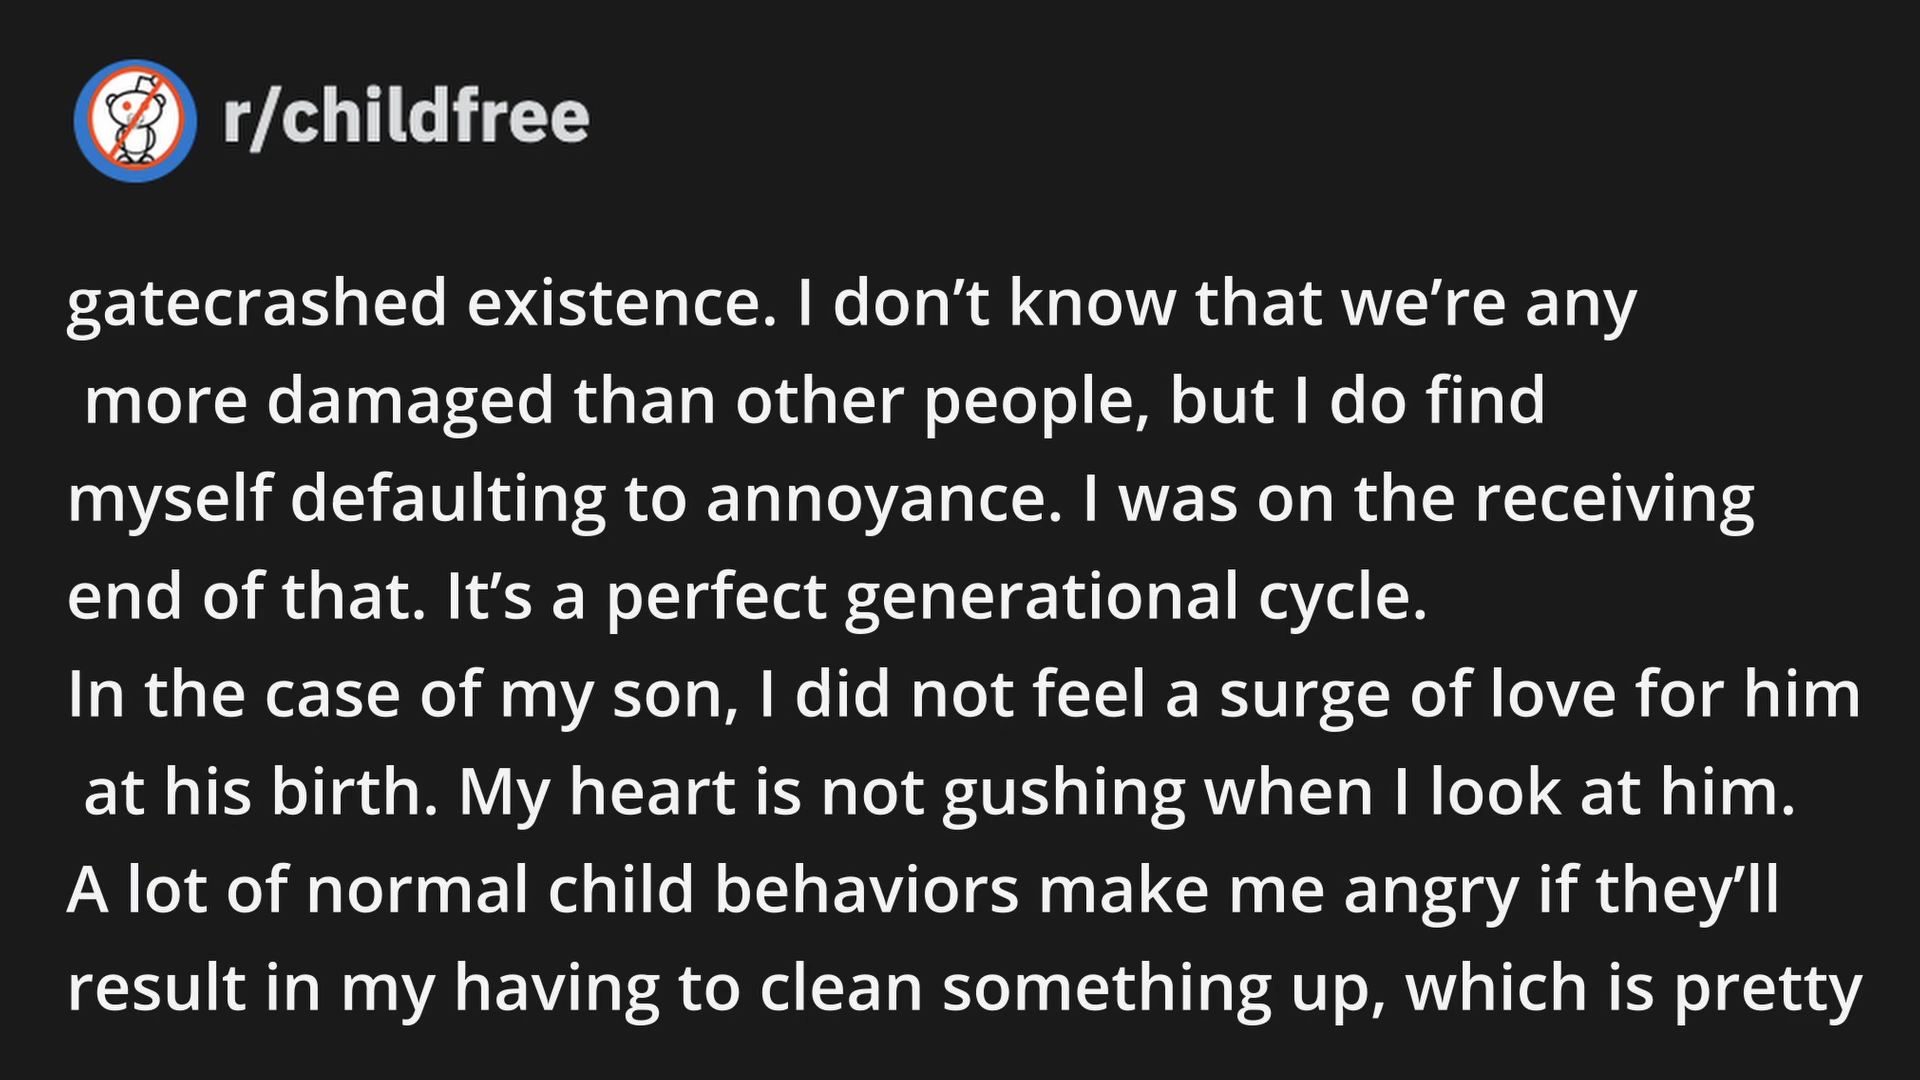 r/childfree
gatecrashed existence. I don’t know that we’re any
more damaged than other people, but I do find
myself defaulting to annoyance. I was on the receiving
end of that. It’s a perfect generational cycle.
In the case of my son, I did not feel a surge of love for him
at his birth. My heart is not gushing when I look at him.
A lot of normal child behaviors make me angry if they’ll
result in my having to clean something up, which is pretty